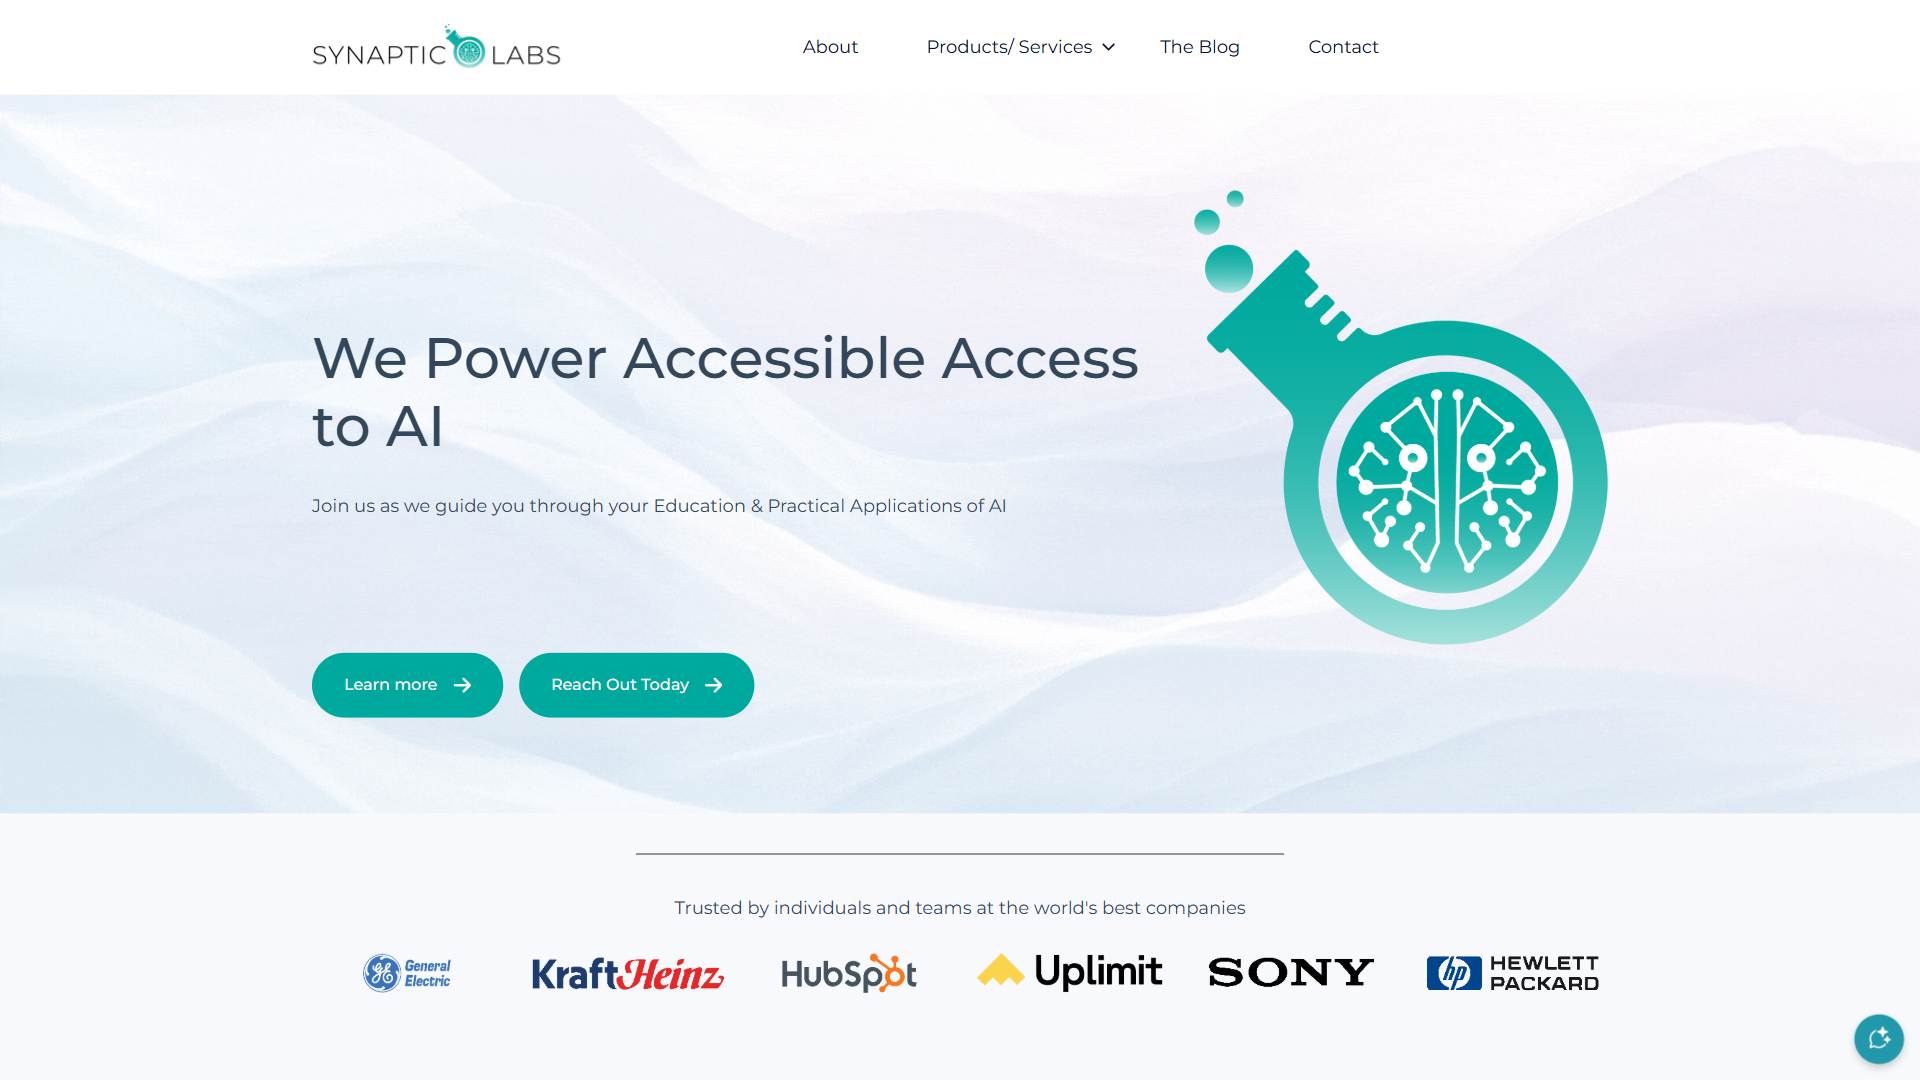 SYNAPTIC LABS
About
Products/ Services
The Blog
Contact
We Power Accessible Access
to AI
Join us as we guide you through your Education & Practical Applications of AI
Learn more
Reach Out Today
Trusted by individuals and teams at the world's best companies
GE General
Electric
KraftHeinz
HubSpot
Uplimit
SONY
hp HEWLETT
PACKARD